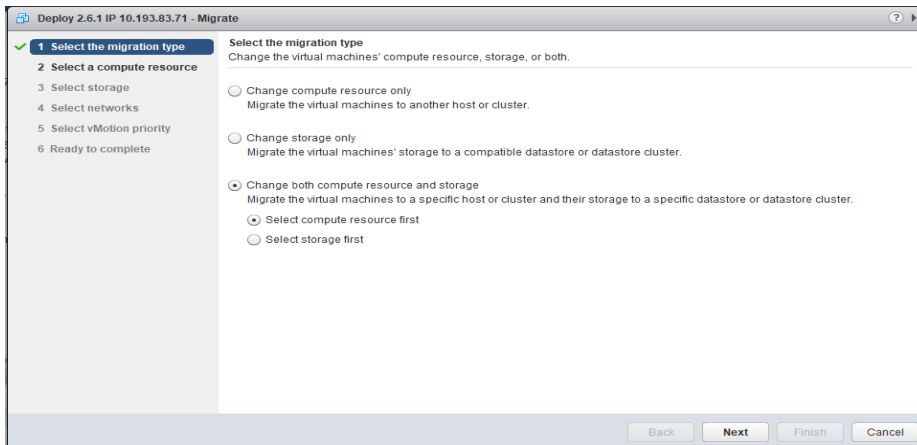 Deploy 2.6.1 IP 10.193.83.71 - Migrate
?
1 Select the migration type
2 Select a compute resource
3 Select storage
4 Select networks
5 Select vMotion priority
6 Ready to complete
Select the migration type
Change the virtual machines' compute resource, storage, or both.
Change compute resource only
Migrate the virtual machines to another host or cluster.
Change storage only
Migrate the virtual machines' storage to a compatible datastore or datastore cluster.
Change both compute resource and storage
Migrate the virtual machines to a specific host or cluster and their storage to a specific datastore or datastore cluster.
Select compute resource first
Select storage first
Back Next Finish Cancel